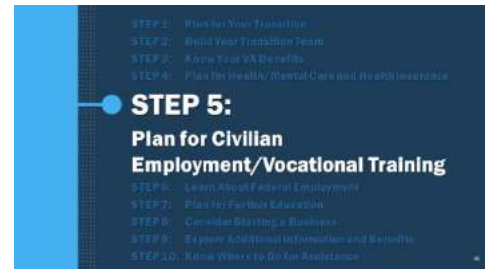 STEP 1: Plan for Your Transition
STEP 2: Build Your Transition Team
STEP 3: Know Your VA Benefits
STEP 4: Plan for Health/Mental Care and Health Insurance
STEP 5:
Plan for Civilian
Employment/Vocational Training
STEP 6: Learn About Federal Employment
STEP 7: Plan for Further Education
STEP 8: Consider Starting a Business
STEP 9: Explore Additional Information and Benefits
STEP 10: Know Where to Go for Assistance